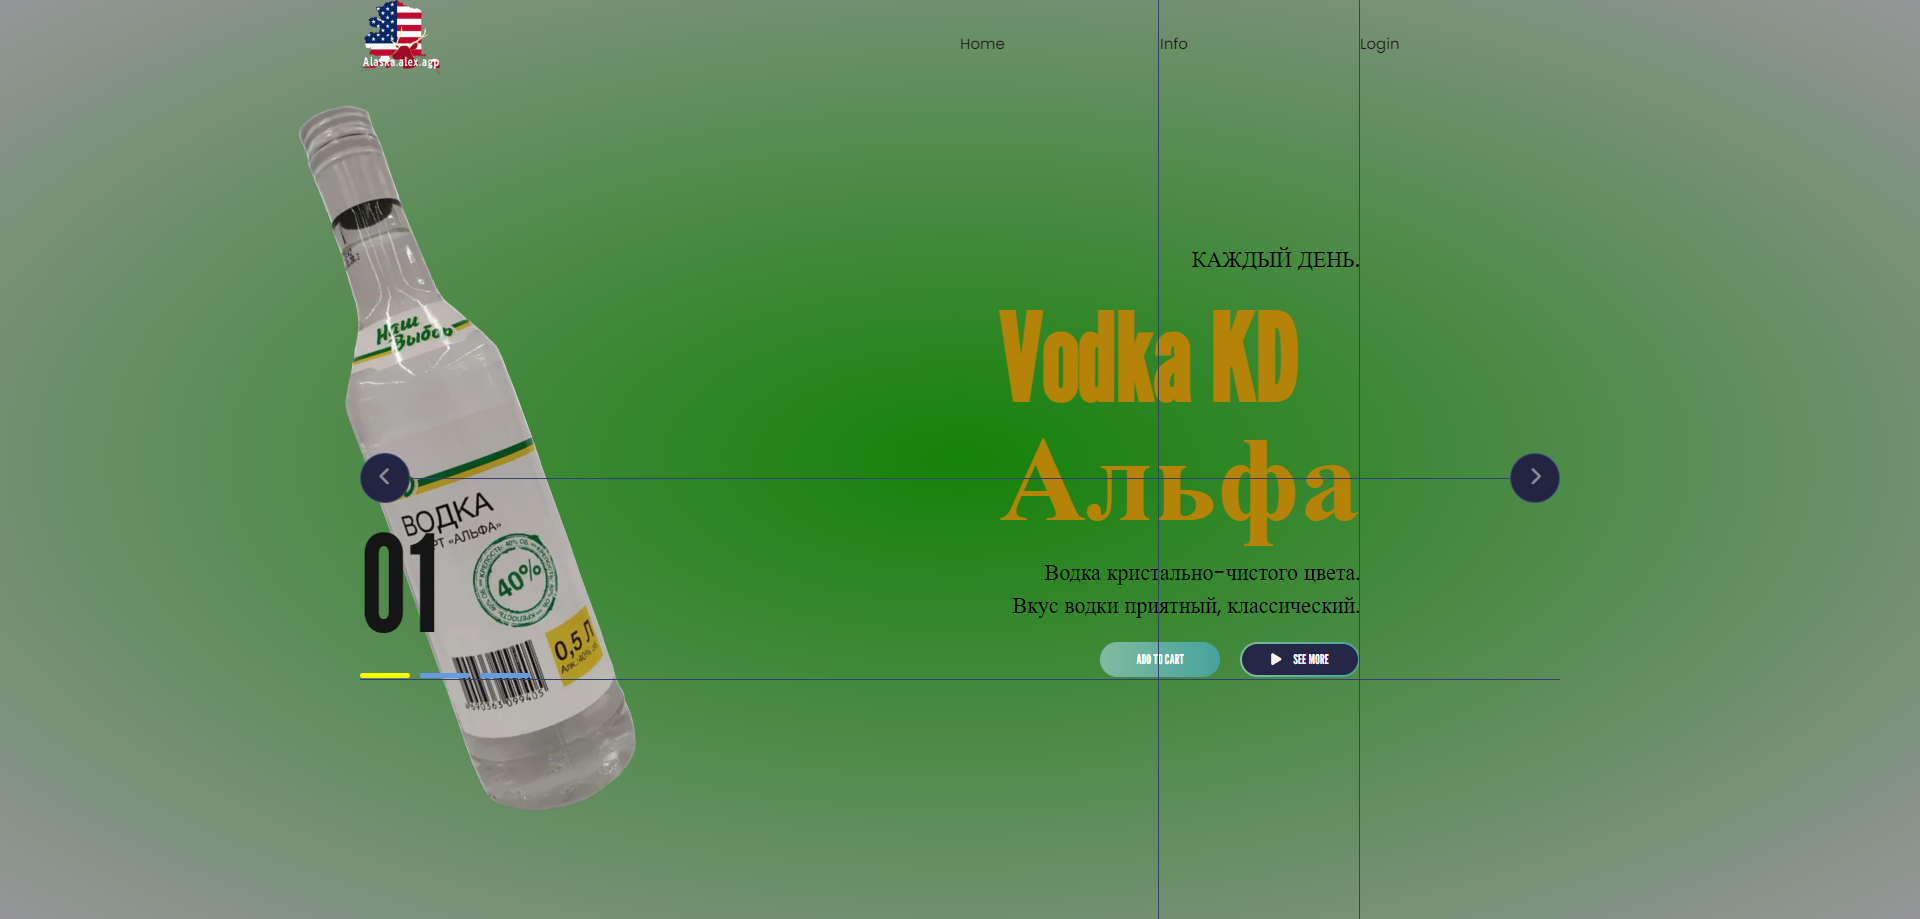 Alaska.alex.agp
Home
Info
Login
КАЖДЫЙ ДЕНЬ.
Vodka KD
Альфа
Водка кристально-чистого цвета.
Вкус водки приятный, классический.
ADD TO CART
SEE MORE
Наш
Выбор
ВОДКА
«АЛЬФА»
40%
0,5 Л
01
4690363099405